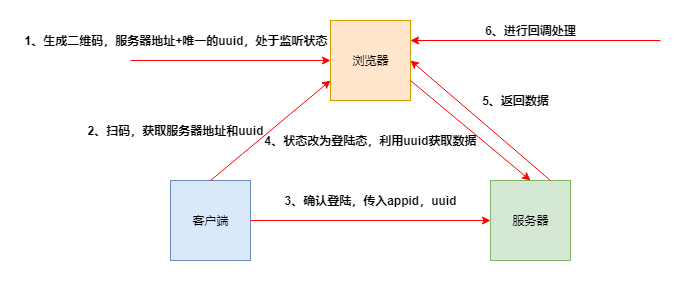 6、进行回调处理
1、生成二维码，服务器地址+唯一的uuid，处于监听状态
浏览器
5、返回数据
2、扫码，获取服务器地址和uuid
4、状态改为登陆态，利用uuid获取数据
3、确认登陆，传入appid，uuid
客户端
服务器